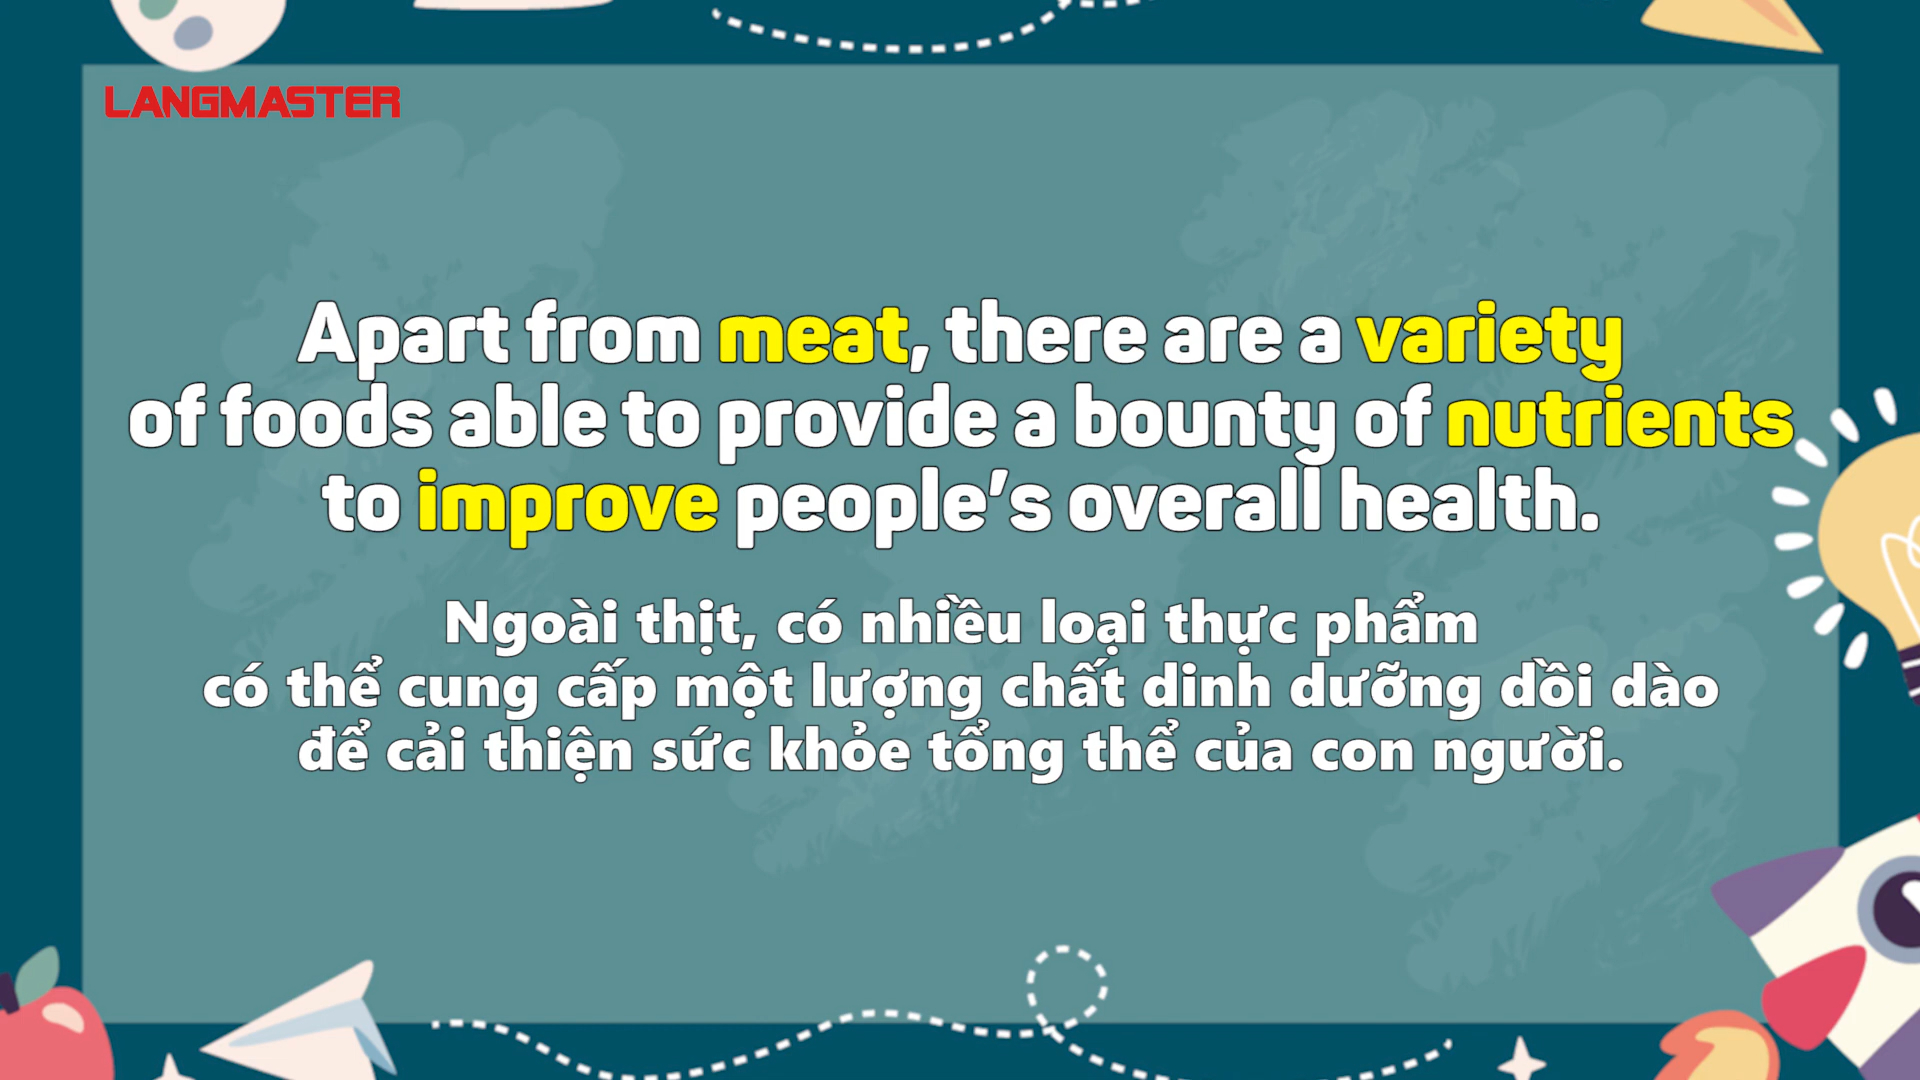 LANGMASTER
Apart from meat, there are a variety
of foods able to provide a bounty of nutrients
to improve people’s overall health.
Ngoài thịt, có nhiều loại thực phẩm
có thể cung cấp một lượng chất dinh dưỡng dồi dào
để cải thiện sức khỏe tổng thể của con người.